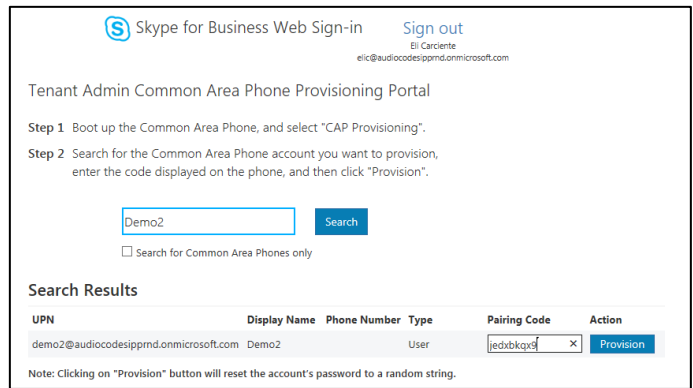 Skype for Business Web Sign-in
Sign out
Eli Carciente
elic@audiocodesipprnd.onmicrosoft.com
Tenant Admin Common Area Phone Provisioning Portal
Step 1 Boot up the Common Area Phone, and select "CAP Provisioning".
Step 2 Search for the Common Area Phone account you want to provision,
enter the code displayed on the phone, and then click "Provision".
Demo2
Search
Search for Common Area Phones only
Search Results
UPN Display Name Phone Number Type Pairing Code Action
demo2@audiocodesipprnd.onmicrosoft.com Demo2 User jedxbkqx9 Provision
Note: Clicking on "Provision" button will reset the account's password to a random string.